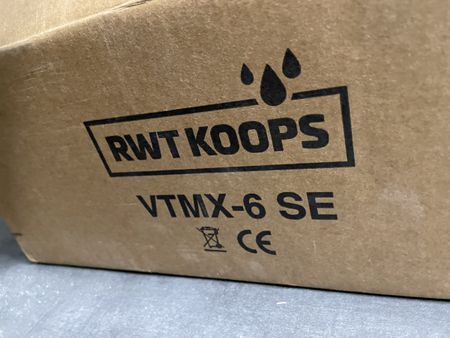 RWT KOOPS
VTMX-6 SE
CE